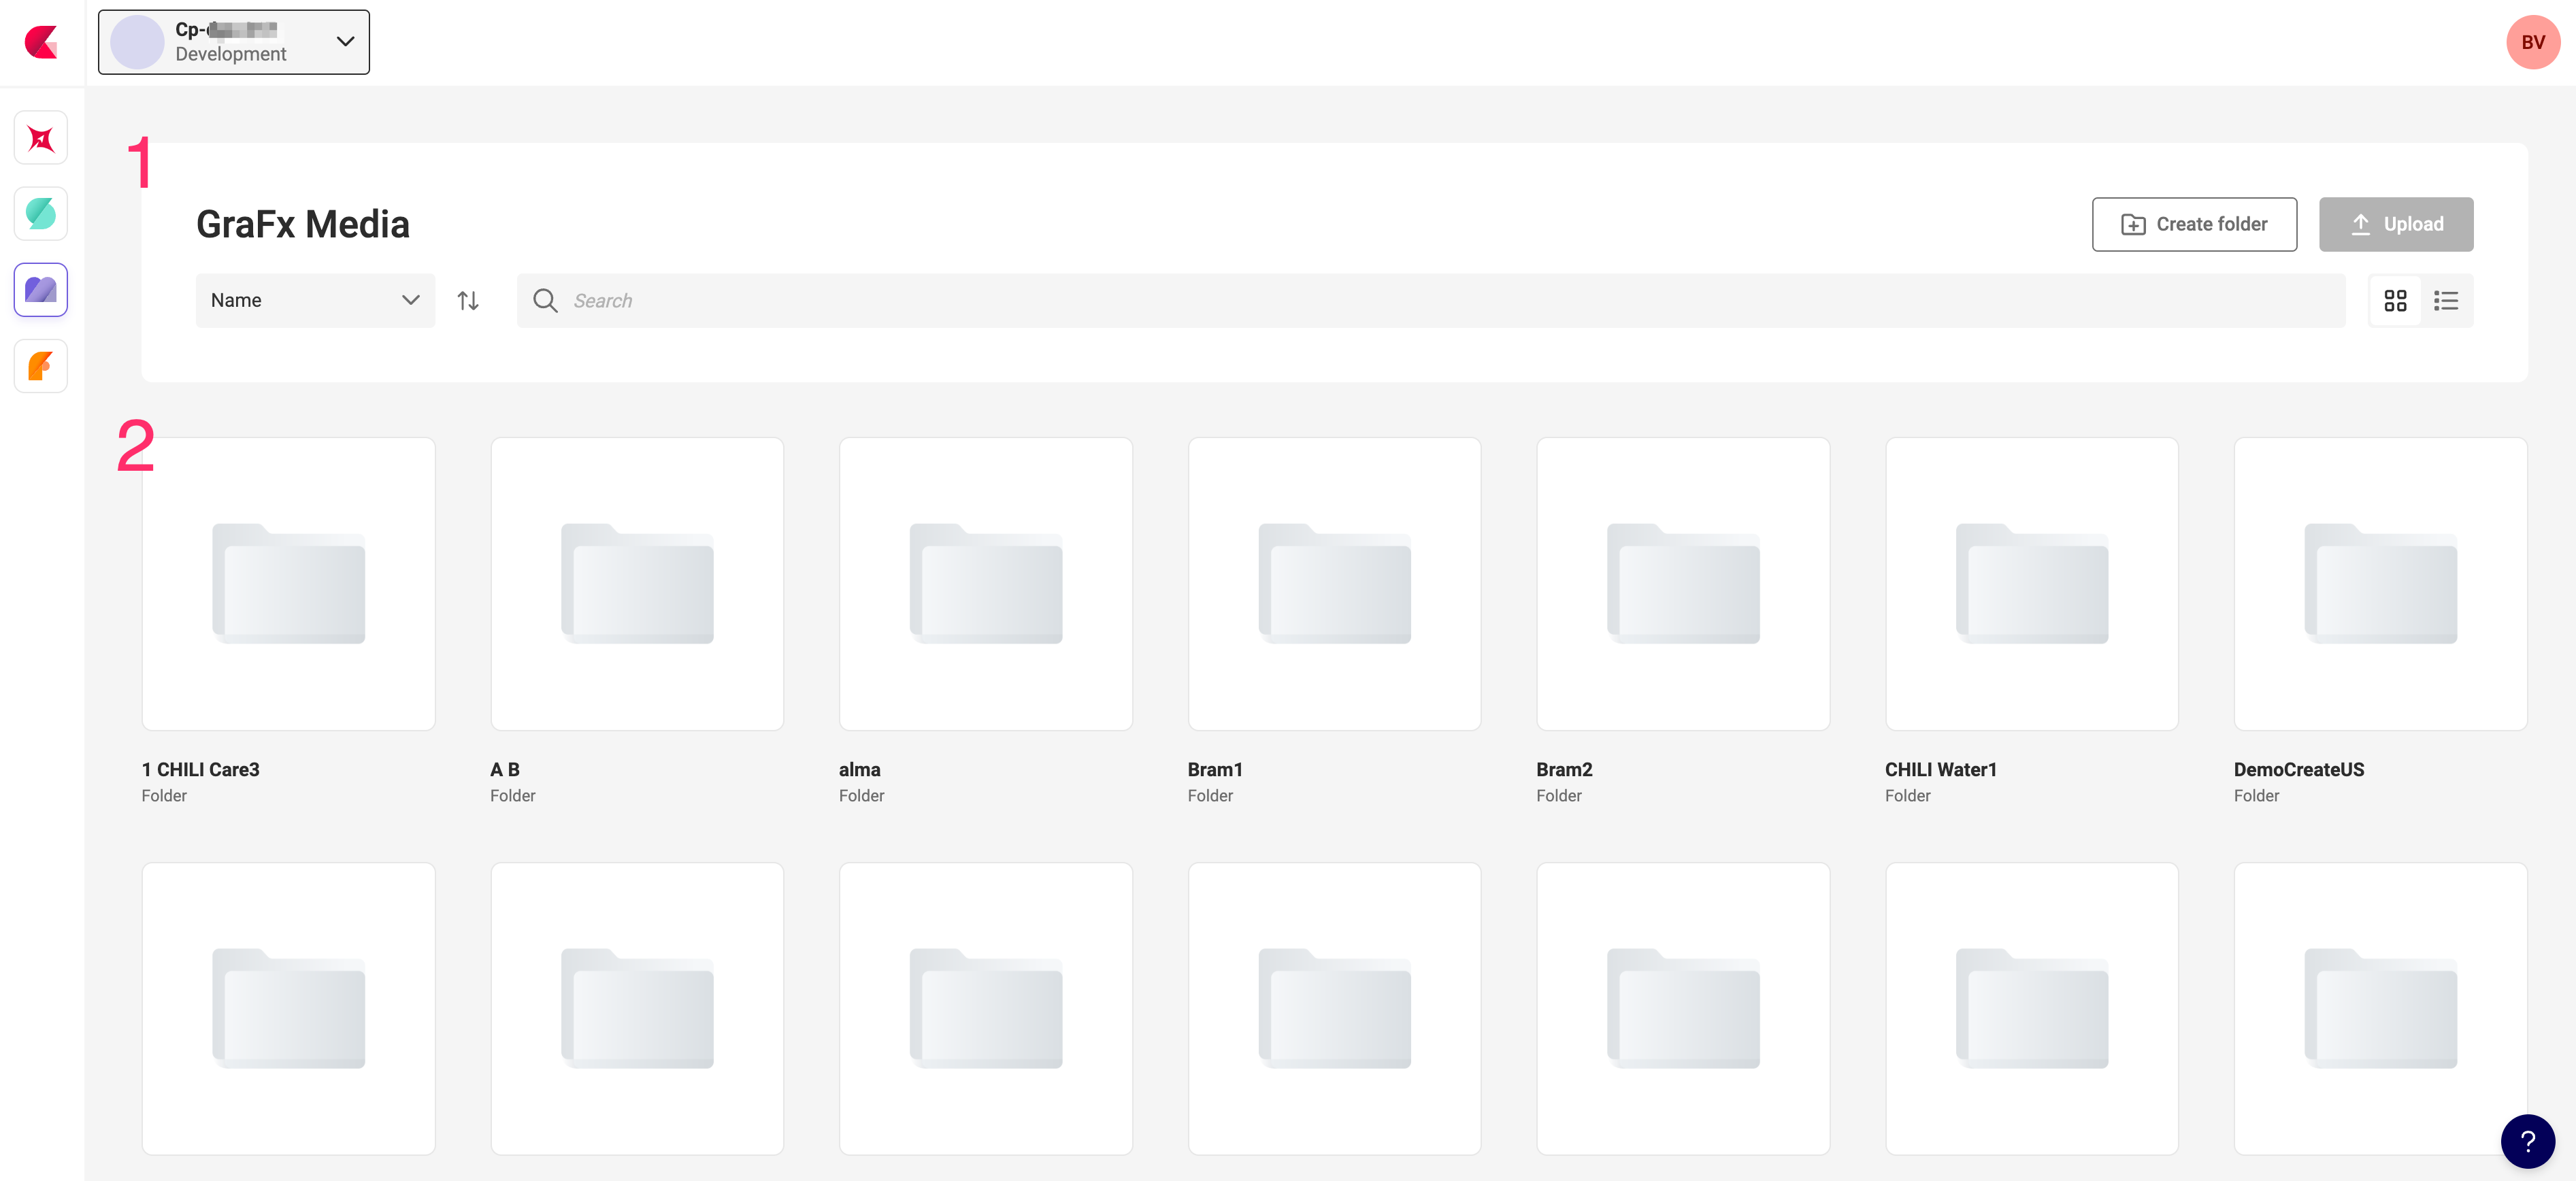 Cp-
Development
BV
1
GraFx Media
Create folder
Upload
Name
Search
2
1 CHILI Care3
Folder
A B
Folder
alma
Folder
Bram1
Folder
Bram2
Folder
CHILI Water1
Folder
DemoCreateUS
Folder
?